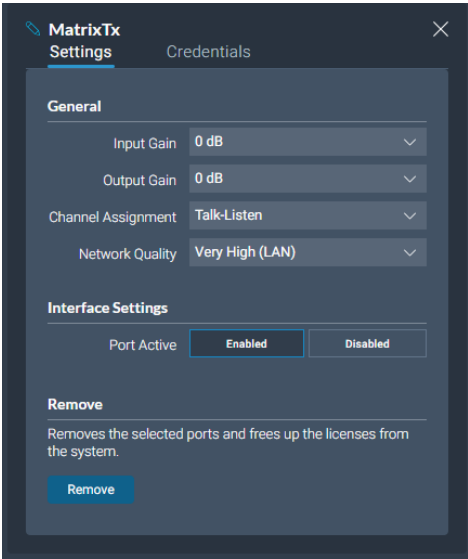 MatrixTx
Settings
Credentials
General
Input Gain
0 dB
Output Gain
0 dB
Channel Assignment
Talk-Listen
Network Quality
Very High (LAN)
Interface Settings
Port Active
Enabled
Disabled
Remove
Removes the selected ports and frees up the licenses from
the system.
Remove